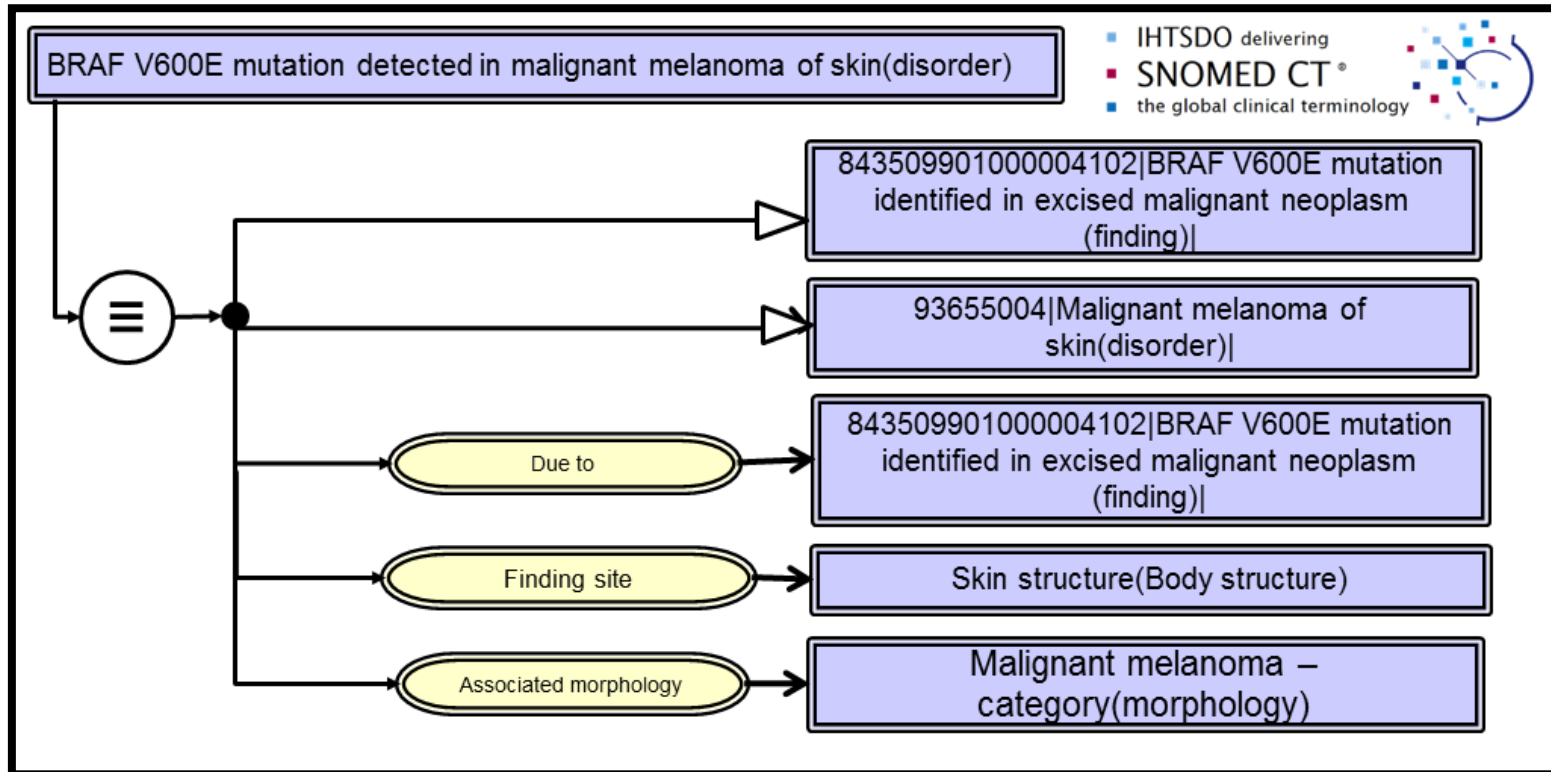 BRAF V600E mutation detected in malignant melanoma of skin(disorder)
IHTSDO delivering
SNOMED CT ®
the global clinical terminology
843509901000004102|BRAF V600E mutation
identified in excised malignant neoplasm
(finding)|
≡
93655004|Malignant melanoma of
skin(disorder)|
Due to
843509901000004102|BRAF V600E mutation
identified in excised malignant neoplasm
(finding)|
Finding site
Skin structure(Body structure)
Associated morphology
Malignant melanoma –
category(morphology)